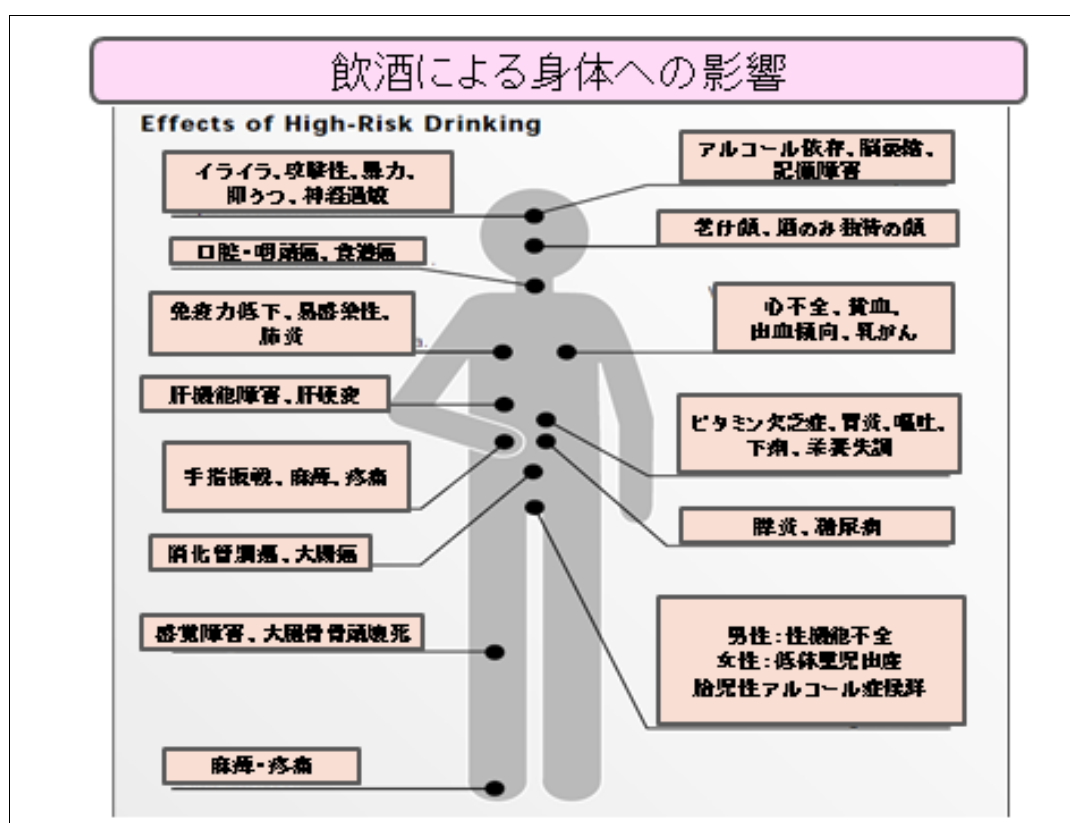 飲酒による身体への影響
Effects of High-Risk Drinking
イライラ、攻撃性、暴力、
抑うつ、神経過敏
アルコール依存、脳萎縮、
記憶障害
老け顔、酒のみ独特の顔
口腔・咽頭癌、食道癌
免疫力低下、易感染性、
肺炎
心不全、貧血、
出血傾向、乳がん
肝機能障害、肝硬変
ビタミン欠乏症、胃炎、嘔吐、
下痢、栄養失調
手指振戦、麻痺、疼痛
膵炎、糖尿病
消化管潰瘍、大腸癌
感覚障害、大腿骨骨頭壊死
男性：性機能不全
女性：低体重児出産
胎児性アルコール症候群
麻痺・疼痛